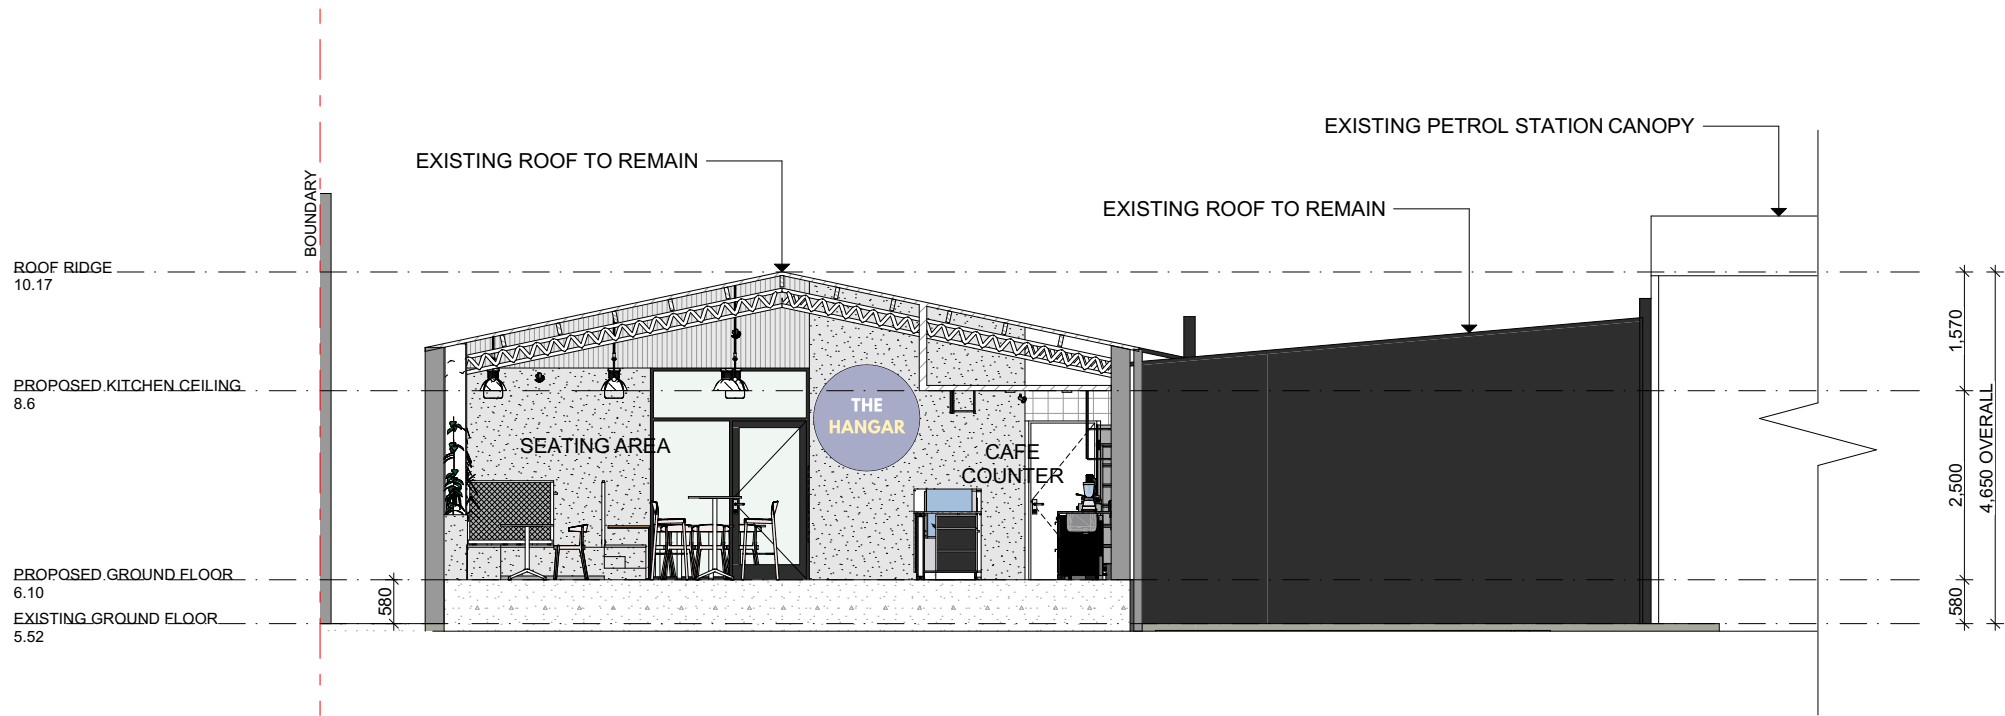 EXISTING PETROL STATION CANOPY
EXISTING ROOF TO REMAIN
EXISTING ROOF TO REMAIN
BOUNDARY
ROOF RIDGE
10.17
PROPOSED KITCHEN CEILING
8.6
THE
HANGAR
SEATING AREA
CAFE
COUNTER
PROPOSED GROUND FLOOR
6.10
EXISTING GROUND FLOOR
5.52
580
1,570
2,500
580
4,650 OVERALL